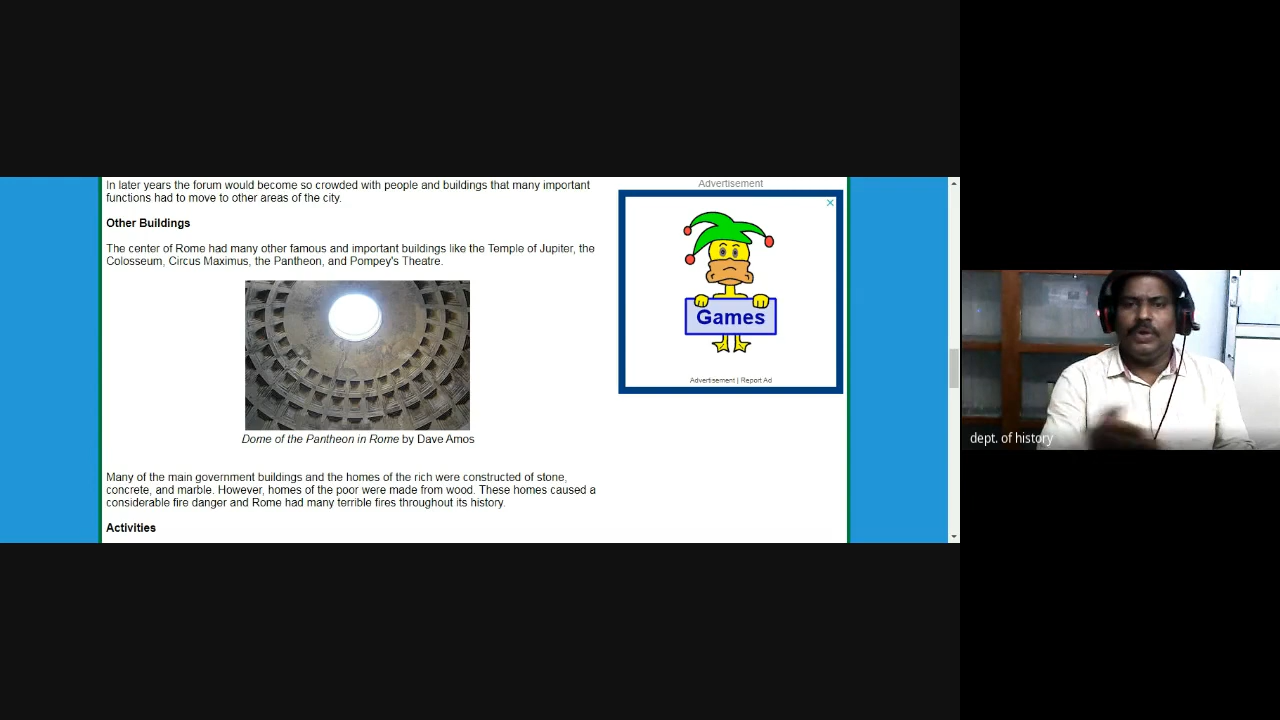 In later years the forum would become so crowded with people and buildings that many important
functions had to move to other areas of the city.
Other Buildings
The center of Rome had many other famous and important buildings like the Temple of Jupiter, the
Colosseum, Circus Maximus, the Pantheon, and Pompey's Theatre.
Dome of the Pantheon in Rome by Dave Amos
Many of the main government buildings and the homes of the rich were constructed of stone,
concrete, and marble. However, homes of the poor were made from wood. These homes caused a
considerable fire danger and Rome had many terrible fires throughout its history.
Activities
Advertisement
Games
Advertisement | Report Ad
dept. of history